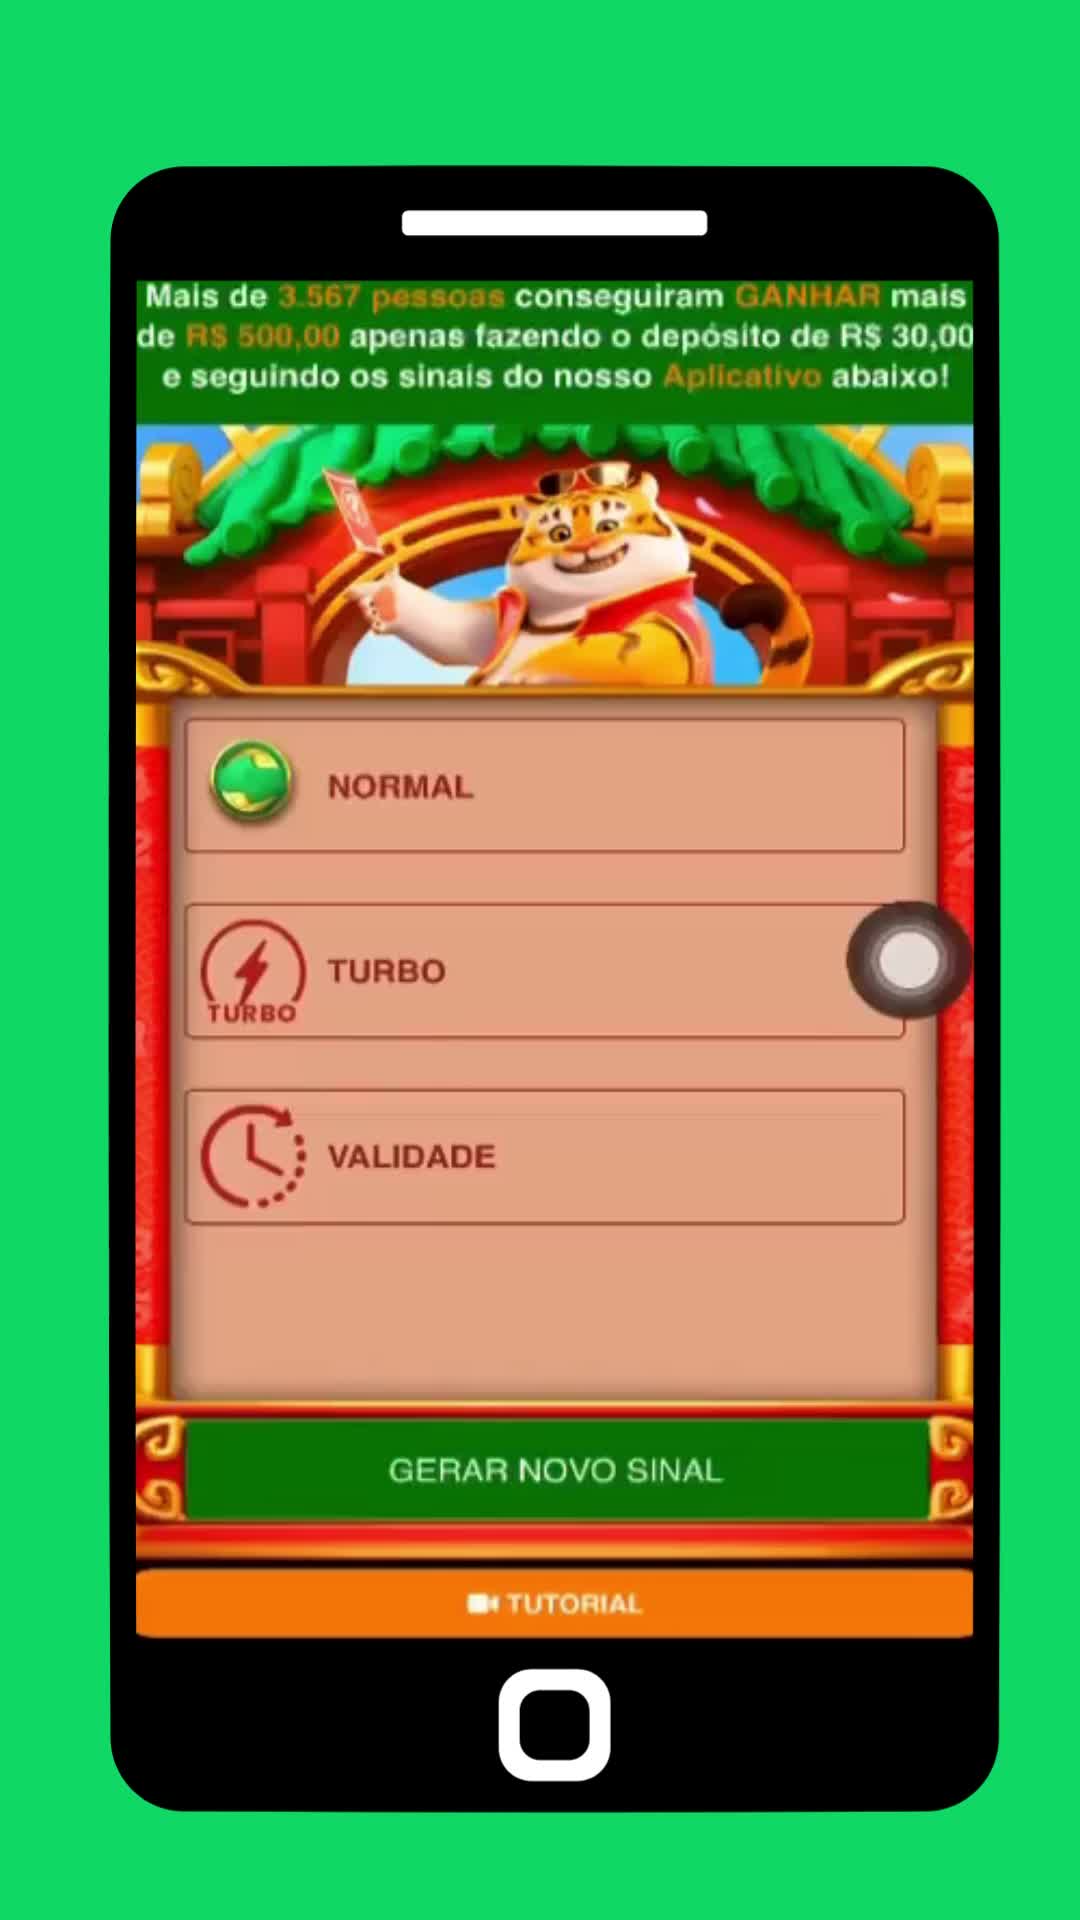 Mais de 3.567 pessoas conseguiram GANHAR mais
de R$ 500,00 apenas fazendo o depósito de R$ 30,00
e seguindo os sinais do nosso Aplicativo abaixo!
NORMAL
TURBO
TURBO
VALIDADE
GERAR NOVO SINAL
TUTORIAL